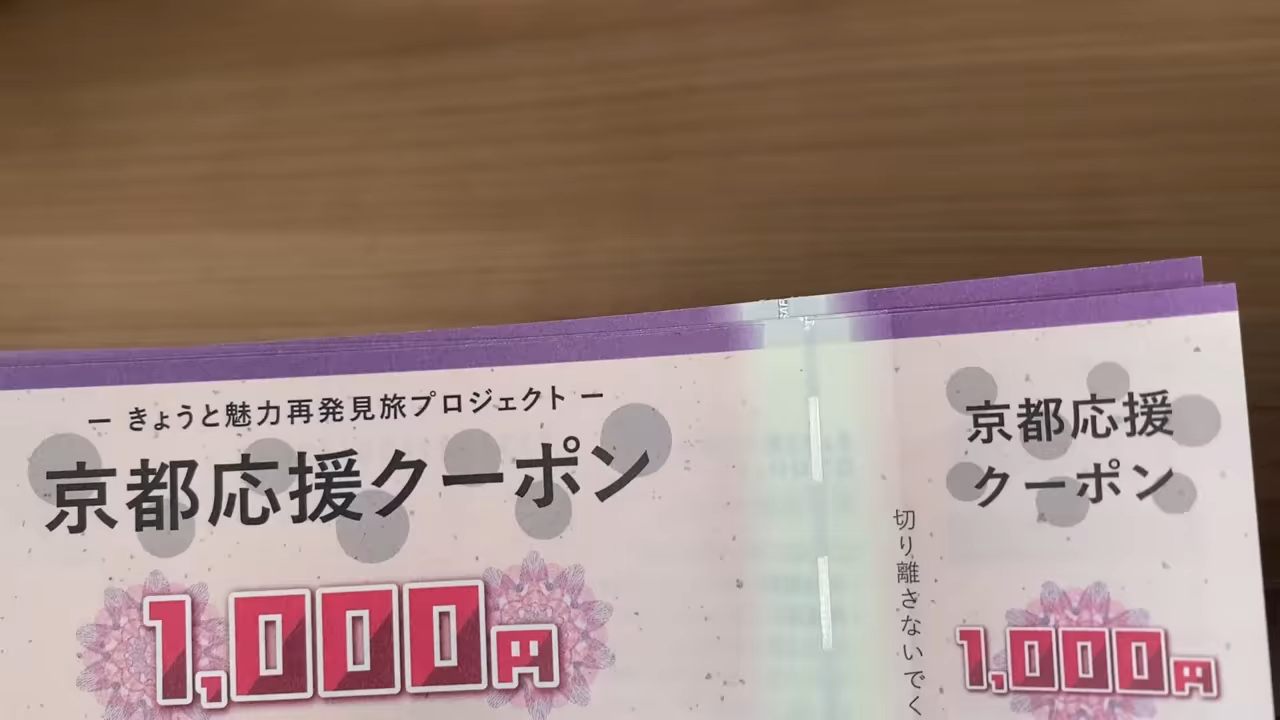 ー きょうと魅力再発見旅プロジェクト ー
京都応援クーポン
1,000円
京都応援
クーポン
切り離さないでく
1,000円